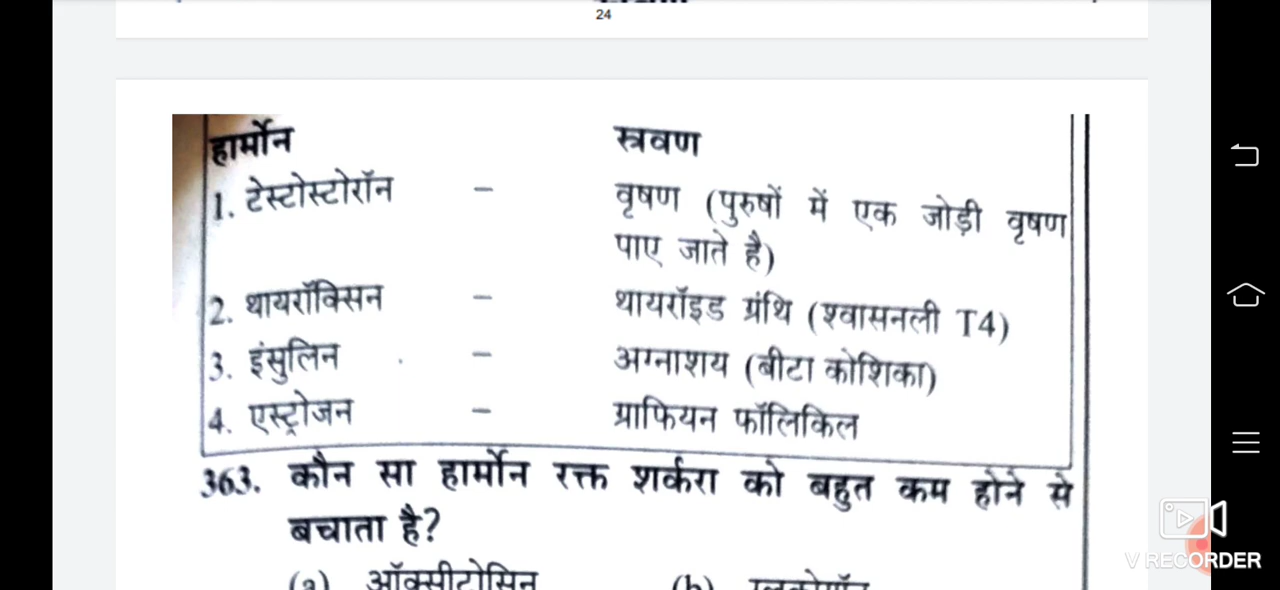 24
हार्मोन स्त्रवण
1. टेस्टोस्टोरॉन – वृषण (पुरुषों में एक जोड़ी वृषण
पाए जाते है)
2. थायरॉक्सिन – थायरॉइड ग्रंथि (श्वासनली T4)
3. इंसुलिन – अग्नाशय (बीटा कोशिका)
4. एस्ट्रोजन – ग्राफियन फॉलिकिल
363. कौन सा हार्मोन रक्त शर्करा को बहुत कम होने से
बचाता है?
(a) ऑक्सीटोसिन (b) ग्लूकोगॉन
V RECORDER